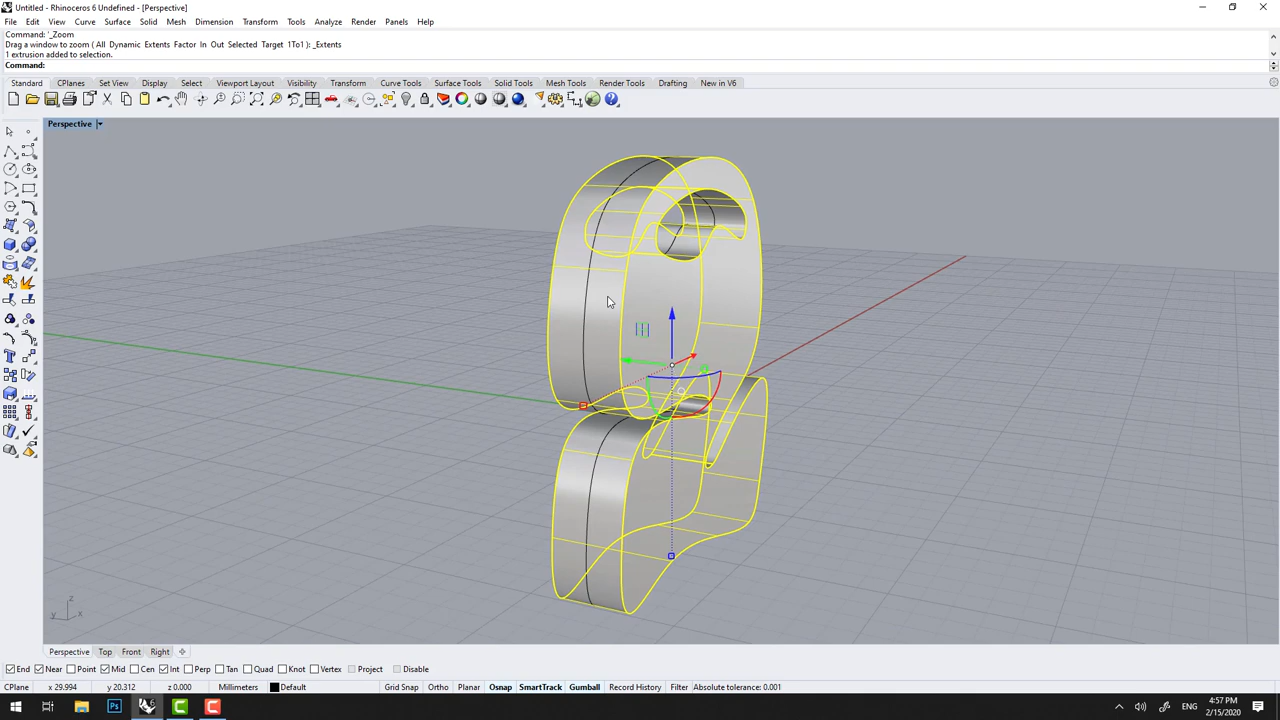 Untitled - Rhinoceros 6 Undefined - [Perspective]
File Edit View Curve Surface Solid Mesh Dimension Transform Tools Analyze Render Panels Help
Command: '_Zoom
Drag a window to zoom ( All Dynamic Extents Factor In Out Selected Target 1To1 ): _Extents
1 extrusion added to selection.
Command:
Standard CPlanes Set View Display Select Viewport Layout Visibility Transform Curve Tools Surface Tools Solid Tools Mesh Tools Render Tools Drafting New in V6
Perspective
z
y x
Perspective Top Front Right
End Near Point Mid Cen Int Perp Tan Quad Knot Vertex Project Disable
CPlane x 29.994 y 20.312 z 0.000 Millimeters Default Grid Snap Ortho Planar Osnap SmartTrack Gumball Record History Filter Absolute tolerance: 0.001
Ps C C ENG 4:57 PM
2/15/2020